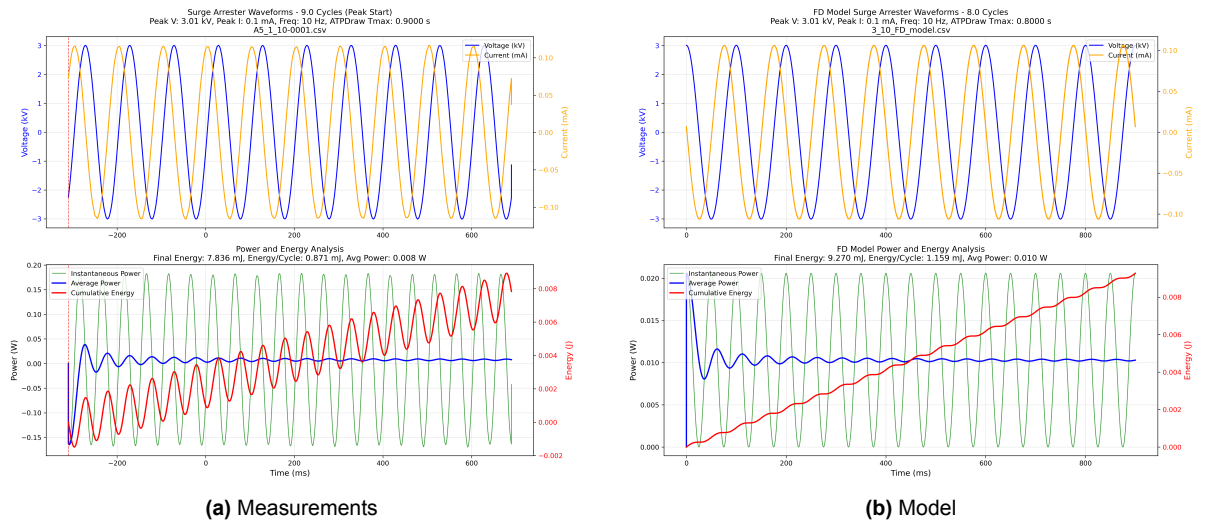 Surge Arrester Waveforms - 9.0 Cycles (Peak Start)
Peak V: 3.01 kV, Peak I: 0.1 mA, Freq: 10 Hz, ATPDraw Tmax: 0.9000 s
A5_1_10-0001.csv
Voltage (kV)
Current (mA)
3
2
1
0
−1
−2
−3
Voltage (kV)
0.10
0.05
0.00
−0.05
−0.10
Current (mA)
−200
0
200
400
600
Power and Energy Analysis
Final Energy: 7.836 mJ, Energy/Cycle: 0.871 mJ, Avg Power: 0.008 W
Instantaneous Power
Average Power
Cumulative Energy
0.20
0.15
0.10
0.05
0.00
−0.05
−0.10
−0.15
Power (W)
0.008
0.006
0.004
0.002
0.000
−0.002
Energy (J)
−200
0
200
400
600
Time (ms)
(a) Measurements
FD Model Surge Arrester Waveforms - 8.0 Cycles
Peak V: 3.01 kV, Peak I: 0.1 mA, Freq: 10 Hz, ATPDraw Tmax: 0.8000 s
3_10_FD_model.csv
Voltage (kV)
Current (mA)
3
2
1
0
−1
−2
−3
Voltage (kV)
0.10
0.05
0.00
−0.05
−0.10
Current (mA)
0
200
400
600
800
FD Model Power and Energy Analysis
Final Energy: 9.270 mJ, Energy/Cycle: 1.159 mJ, Avg Power: 0.010 W
Instantaneous Power
Average Power
Cumulative Energy
0.020
0.015
0.010
0.005
0.000
Power (W)
0.008
0.006
0.004
0.002
0.000
Energy (J)
0
200
400
600
800
Time (ms)
(b) Model